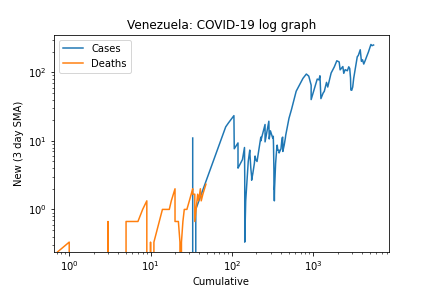 Venezuela: COVID-19 log graph
Cases
Deaths
New (3 day SMA)
10²
10¹
10⁰
10⁰ 10¹ 10² 10³
Cumulative